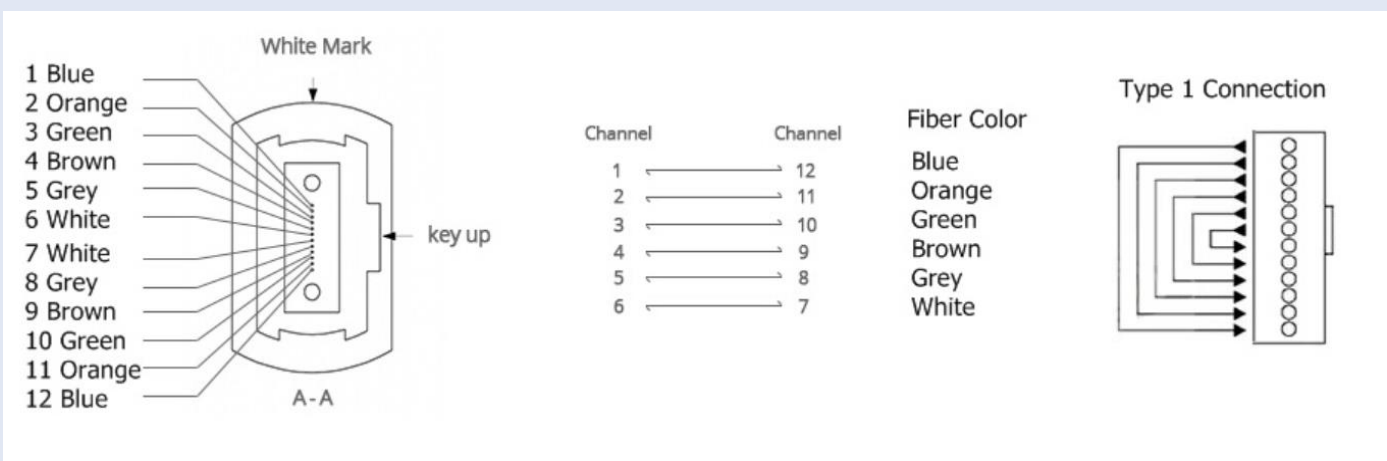 White Mark
1 Blue
2 Orange
3 Green
4 Brown
5 Grey
6 White
7 White
8 Grey
9 Brown
10 Green
11 Orange
12 Blue
key up
A-A
Channel Channel
1 12
2 11
3 10
4 9
5 8
6 7
Fiber Color
Blue
Orange
Green
Brown
Grey
White
Type 1 Connection